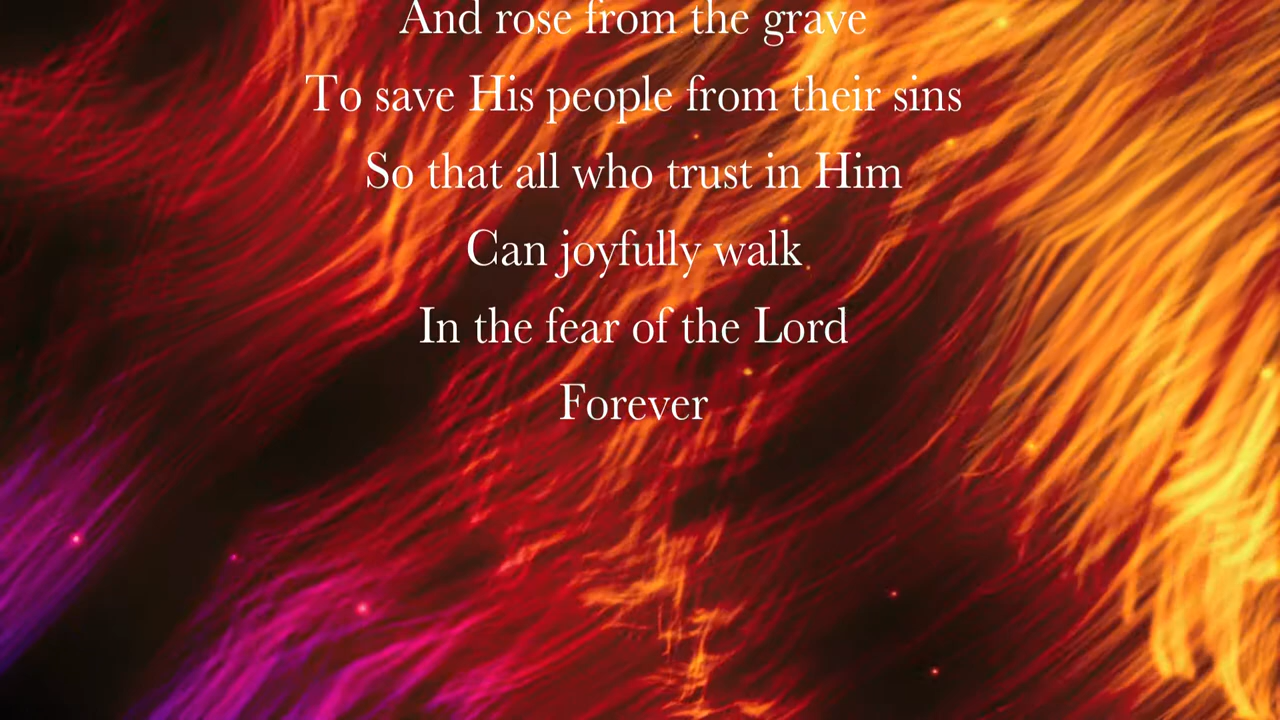 And rose from the grave
To save His people from their sins
So that all who trust in Him
Can joyfully walk
In the fear of the Lord
Forever